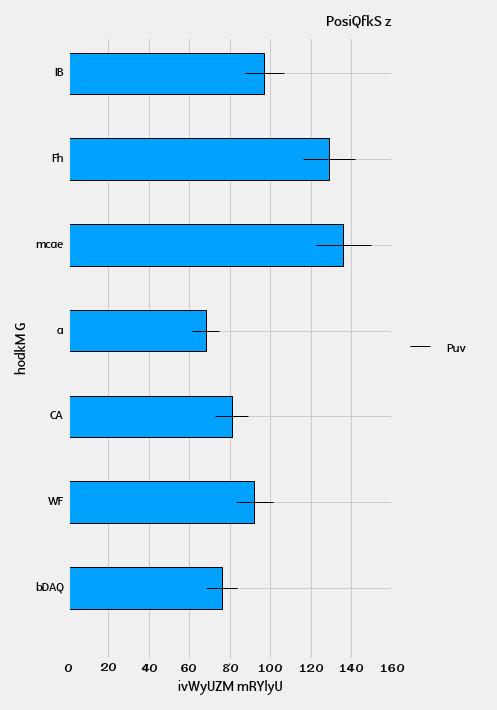 PosiQfkS z
IB
Fh
mcae
a
CA
WF
bDAQ
hodkM G
0 20 40 60 80 100 120 140 160
ivWyUZM mRYlyU
Puv